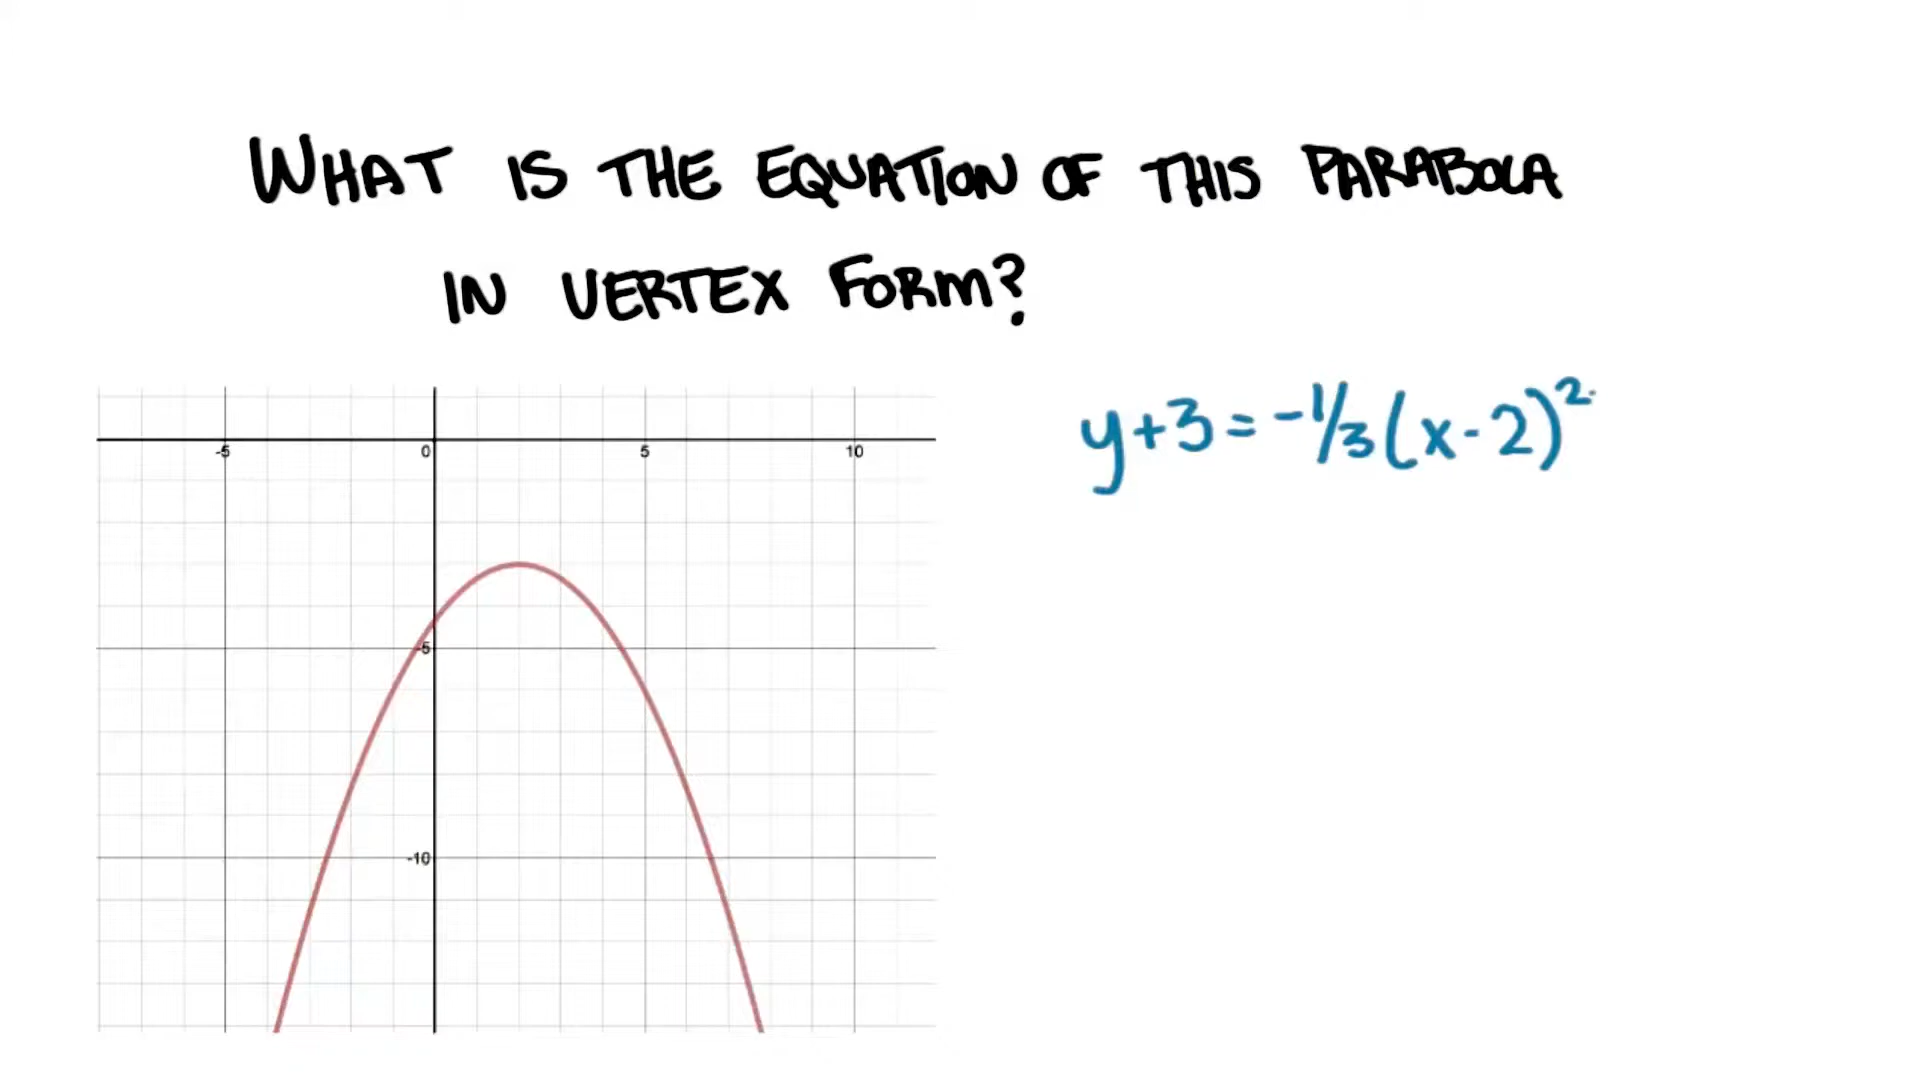 WHAT IS THE EQUATION OF THIS PARABOLA
IN VERTEX FORM?
y+3=-1/3(x-2)²
-5 0 5 10
-5
-10